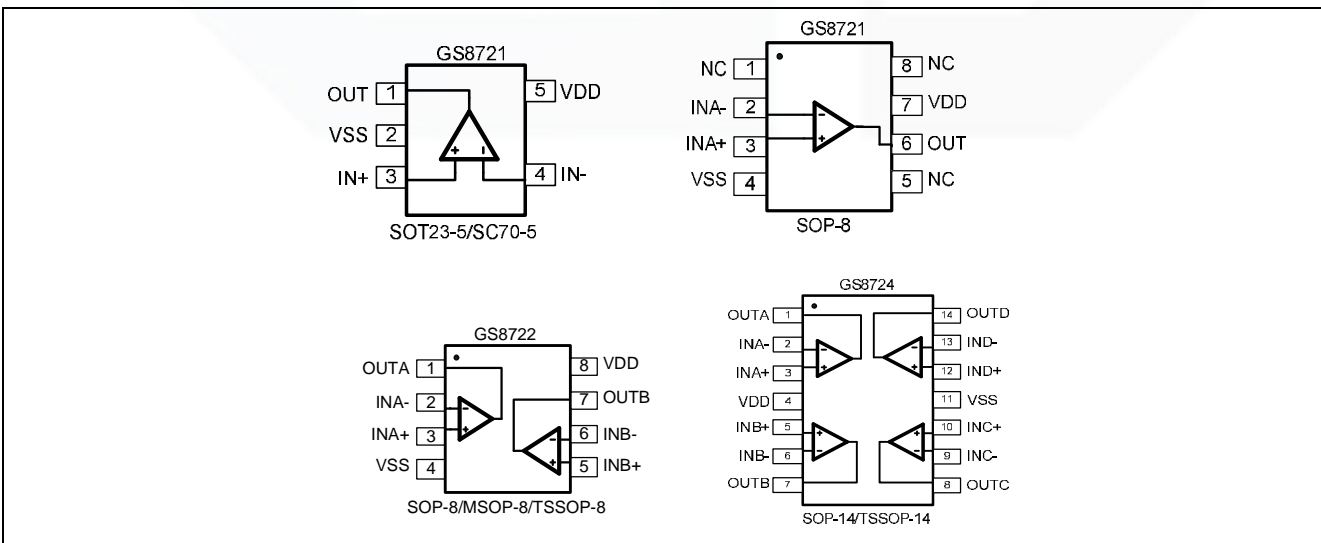 GS8721
OUT 1 5 VDD
VSS 2
IN+ 3 4 IN-
+ -
SOT23-5/SC70-5
GS8721
NC 1 8 NC
INA- 2 - 7 VDD
INA+ 3 + 6 OUT
VSS 4 5 NC
SOP-8
GS8722
OUTA 1 8 VDD
INA- 2 - 7 OUTB
INA+ 3 + - 6 INB-
VSS 4 + 5 INB+
SOP-8/MSOP-8/TSSOP-8
GS8724
OUTA 1 14 OUTD
INA- 2 - - 13 IND-
INA+ 3 + + 12 IND+
VDD 4 11 VSS
INB+ 5 + + 10 INC+
INB- 6 - - 9 INC-
OUTB 7 8 OUTC
SOP-14/TSSOP-14